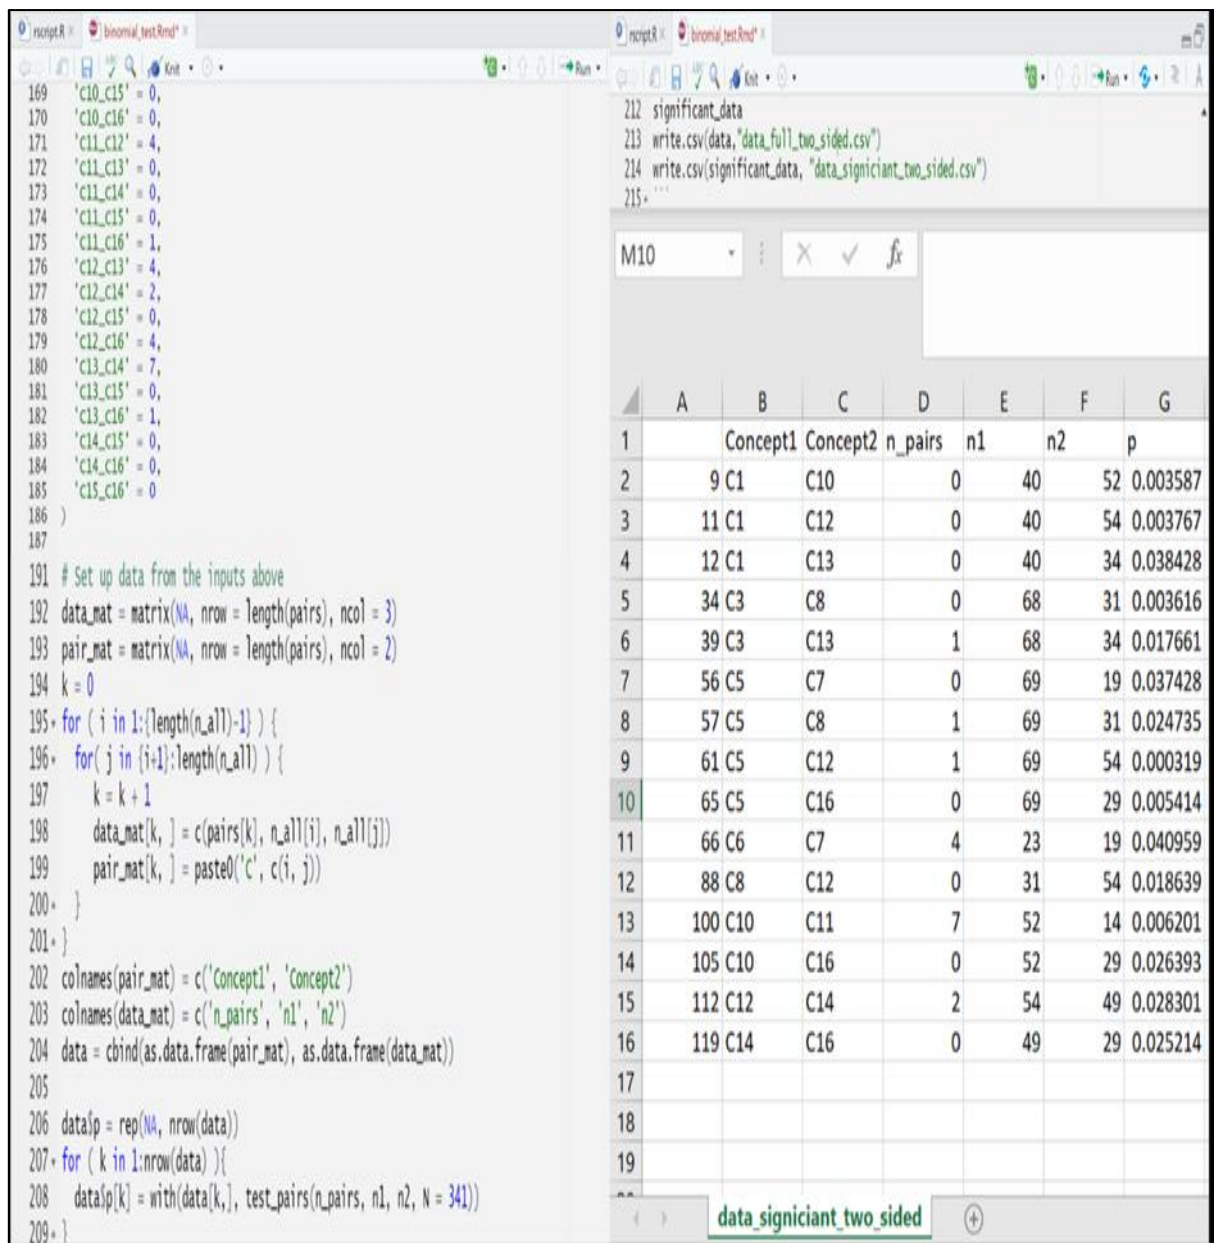 rscript.R × binomial_test.Rmd* ×
ABC Knit Run
169 'c10_c15' = 0,
170 'c10_c16' = 0,
171 'c11_c12' = 4,
172 'c11_c13' = 0,
173 'c11_c14' = 0,
174 'c11_c15' = 0,
175 'c11_c16' = 1,
176 'c12_c13' = 4,
177 'c12_c14' = 2,
178 'c12_c15' = 0,
179 'c12_c16' = 4,
180 'c13_c14' = 7,
181 'c13_c15' = 0,
182 'c13_c16' = 1,
183 'c14_c15' = 0,
184 'c14_c16' = 0,
185 'c15_c16' = 0
186 )
187
191 # Set up data from the inputs above
192 data_mat = matrix(NA, nrow = length(pairs), ncol = 3)
193 pair_mat = matrix(NA, nrow = length(pairs), ncol = 2)
194 k = 0
195 for ( i in 1:{length(n_all)-1} ) {
196 for( j in {i+1}:length(n_all) ) {
197 k = k + 1
198 data_mat[k, ] = c(pairs[k], n_all[i], n_all[j])
199 pair_mat[k, ] = paste0('C', c(i, j))
200 }
201 }
202 colnames(pair_mat) = c('Concept1', 'Concept2')
203 colnames(data_mat) = c('n_pairs', 'n1', 'n2')
204 data = cbind(as.data.frame(pair_mat), as.data.frame(data_mat))
205
206 data$p = rep(NA, nrow(data))
207 for ( k in 1:nrow(data) ){
208 data$p[k] = with(data[k,], test_pairs(n_pairs, n1, n2, N = 341))
209 }
rscript.R × binomial_test.Rmd* ×
ABC Knit Run
212 significant_data
213 write.csv(data,"data_full_two_sided.csv")
214 write.csv(significant_data, "data_signiciant_two_sided.csv")
215 ```
M10 fx
A B C D E F G
1 Concept1 Concept2 n_pairs n1 n2 p
2 9 C1 C10 0 40 52 0.003587
3 11 C1 C12 0 40 54 0.003767
4 12 C1 C13 0 40 34 0.038428
5 34 C3 C8 0 68 31 0.003616
6 39 C3 C13 1 68 34 0.017661
7 56 C5 C7 0 69 19 0.037428
8 57 C5 C8 1 69 31 0.024735
9 61 C5 C12 1 69 54 0.000319
10 65 C5 C16 0 69 29 0.005414
11 66 C6 C7 4 23 19 0.040959
12 88 C8 C12 0 31 54 0.018639
13 100 C10 C11 7 52 14 0.006201
14 105 C10 C16 0 52 29 0.026393
15 112 C12 C14 2 54 49 0.028301
16 119 C14 C16 0 49 29 0.025214
17
18
19
data_signiciant_two_sided